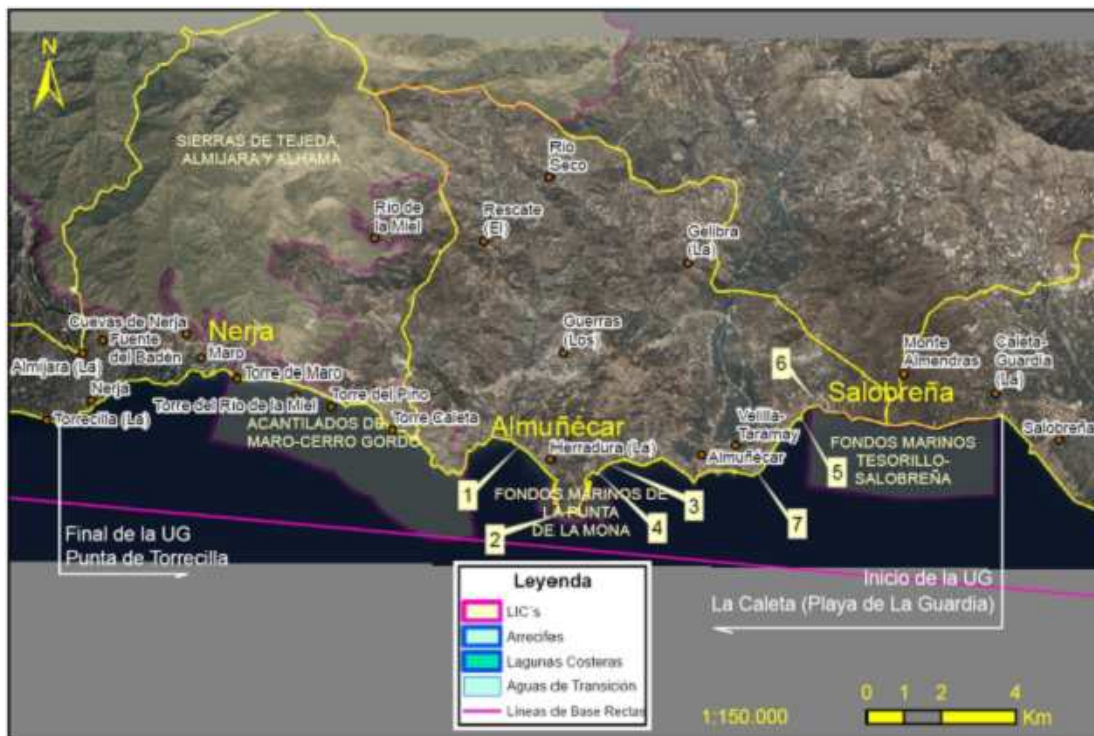 N
SIERRAS DE TEJEDA,
ALMIJARA Y ALHAMA
Río
Seco
Río de
la Miel
Rescate
(El)
Gelibra
(La)
Cuevas de Nerja
Nerja
Fuente
del Badén
Maro
Almijara (La)
Guerras
(Los)
Monte
Almendras
Caleta-
Guardia
(La)
6
Torre de Maro
Salobreña
Nerja
Torre del Pino
Torrecilla (La)
Torre del Río de la Miel
Torre Caleta
ACANTILADOS DE
MARO-CERRO GORDO
Almuñécar
Velilla-
Taramay
Salobreña
Herradura (La)
Almuñécar
FONDOS MARINOS
TESORILLO-
SALOBREÑA
5
1
FONDOS MARINOS DE
LA PUNTA
DE LA MONA
3
2
4
7
Final de la UG
Punta de Torrecilla
Inicio de la UG
La Caleta (Playa de La Guardia)
Leyenda
LIC´s
Arrecifes
Lagunas Costeras
Aguas de Transición
Líneas de Base Rectas
1:150.000
0 1 2 4
Km